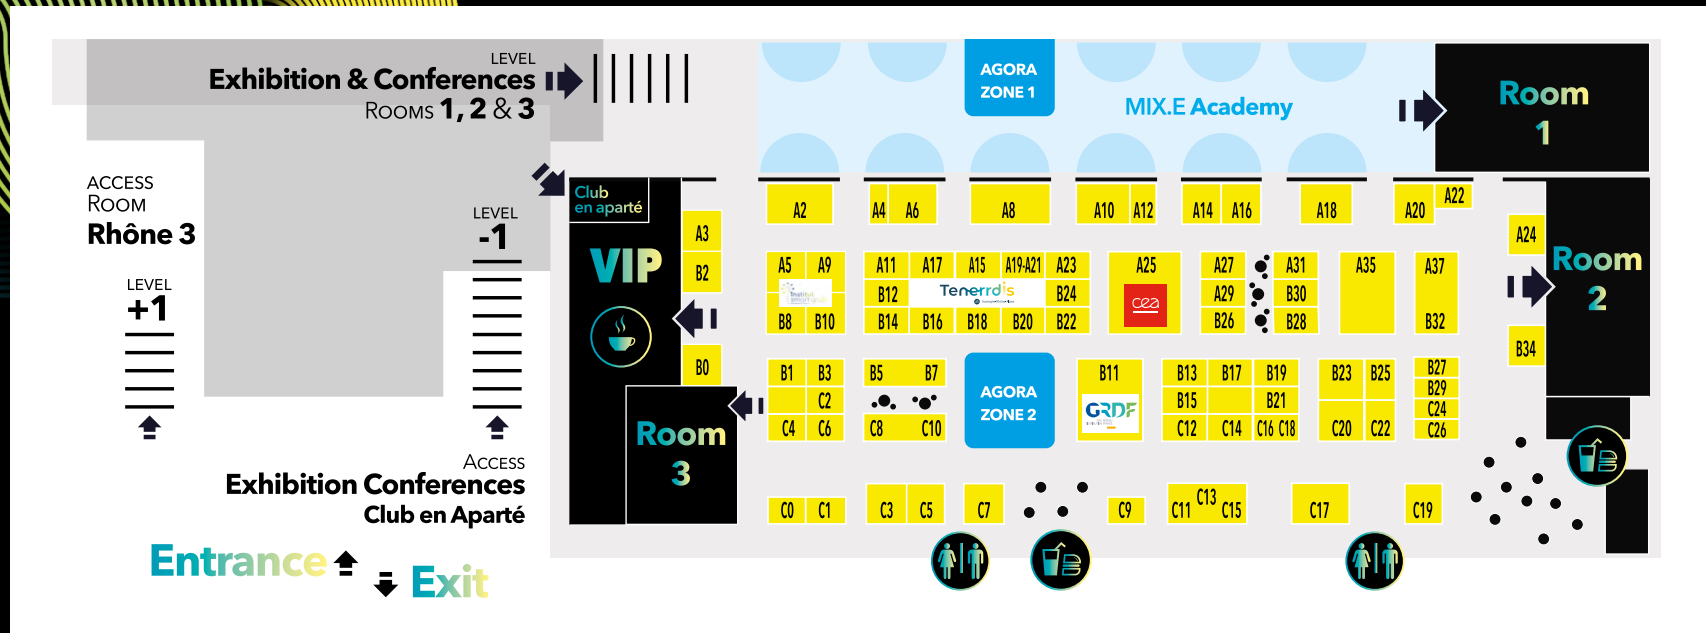 LEVEL
Exhibition & Conferences
ROOMS 1, 2 & 3
AGORA
ZONE 1
MIX.E Academy
Room
1
ACCESS
ROOM
Rhône 3
LEVEL
+1
LEVEL
-1
Club
en aparté
VIP
A3
B2
B0
A2
A4 A6
A8
A10 A12
A14 A16
A18
A20
A22
A24
Room
2
B34
A5 A9
B8 B10
A11 A17 A15 A19-A21 A23
B12 Tenerrdis B24
B14 B16 B18 B20 B22
A25
cea
A27
A29
B26
A31
B30
B28
A35
A37
B32
B1 B3
C2
C4 C6
B5 B7
C8 C10
AGORA
ZONE 2
B11
GRDF
B13 B17 B19
B15 B21
C12 C14 C16 C18
B23 B25
C20 C22
B27
B29
C24
C26
Room
3
C0 C1
C3 C5
C7
C9
C11 C13 C15
C17
C19
ACCESS
Exhibition Conferences
Club en Aparté
Entrance
Exit